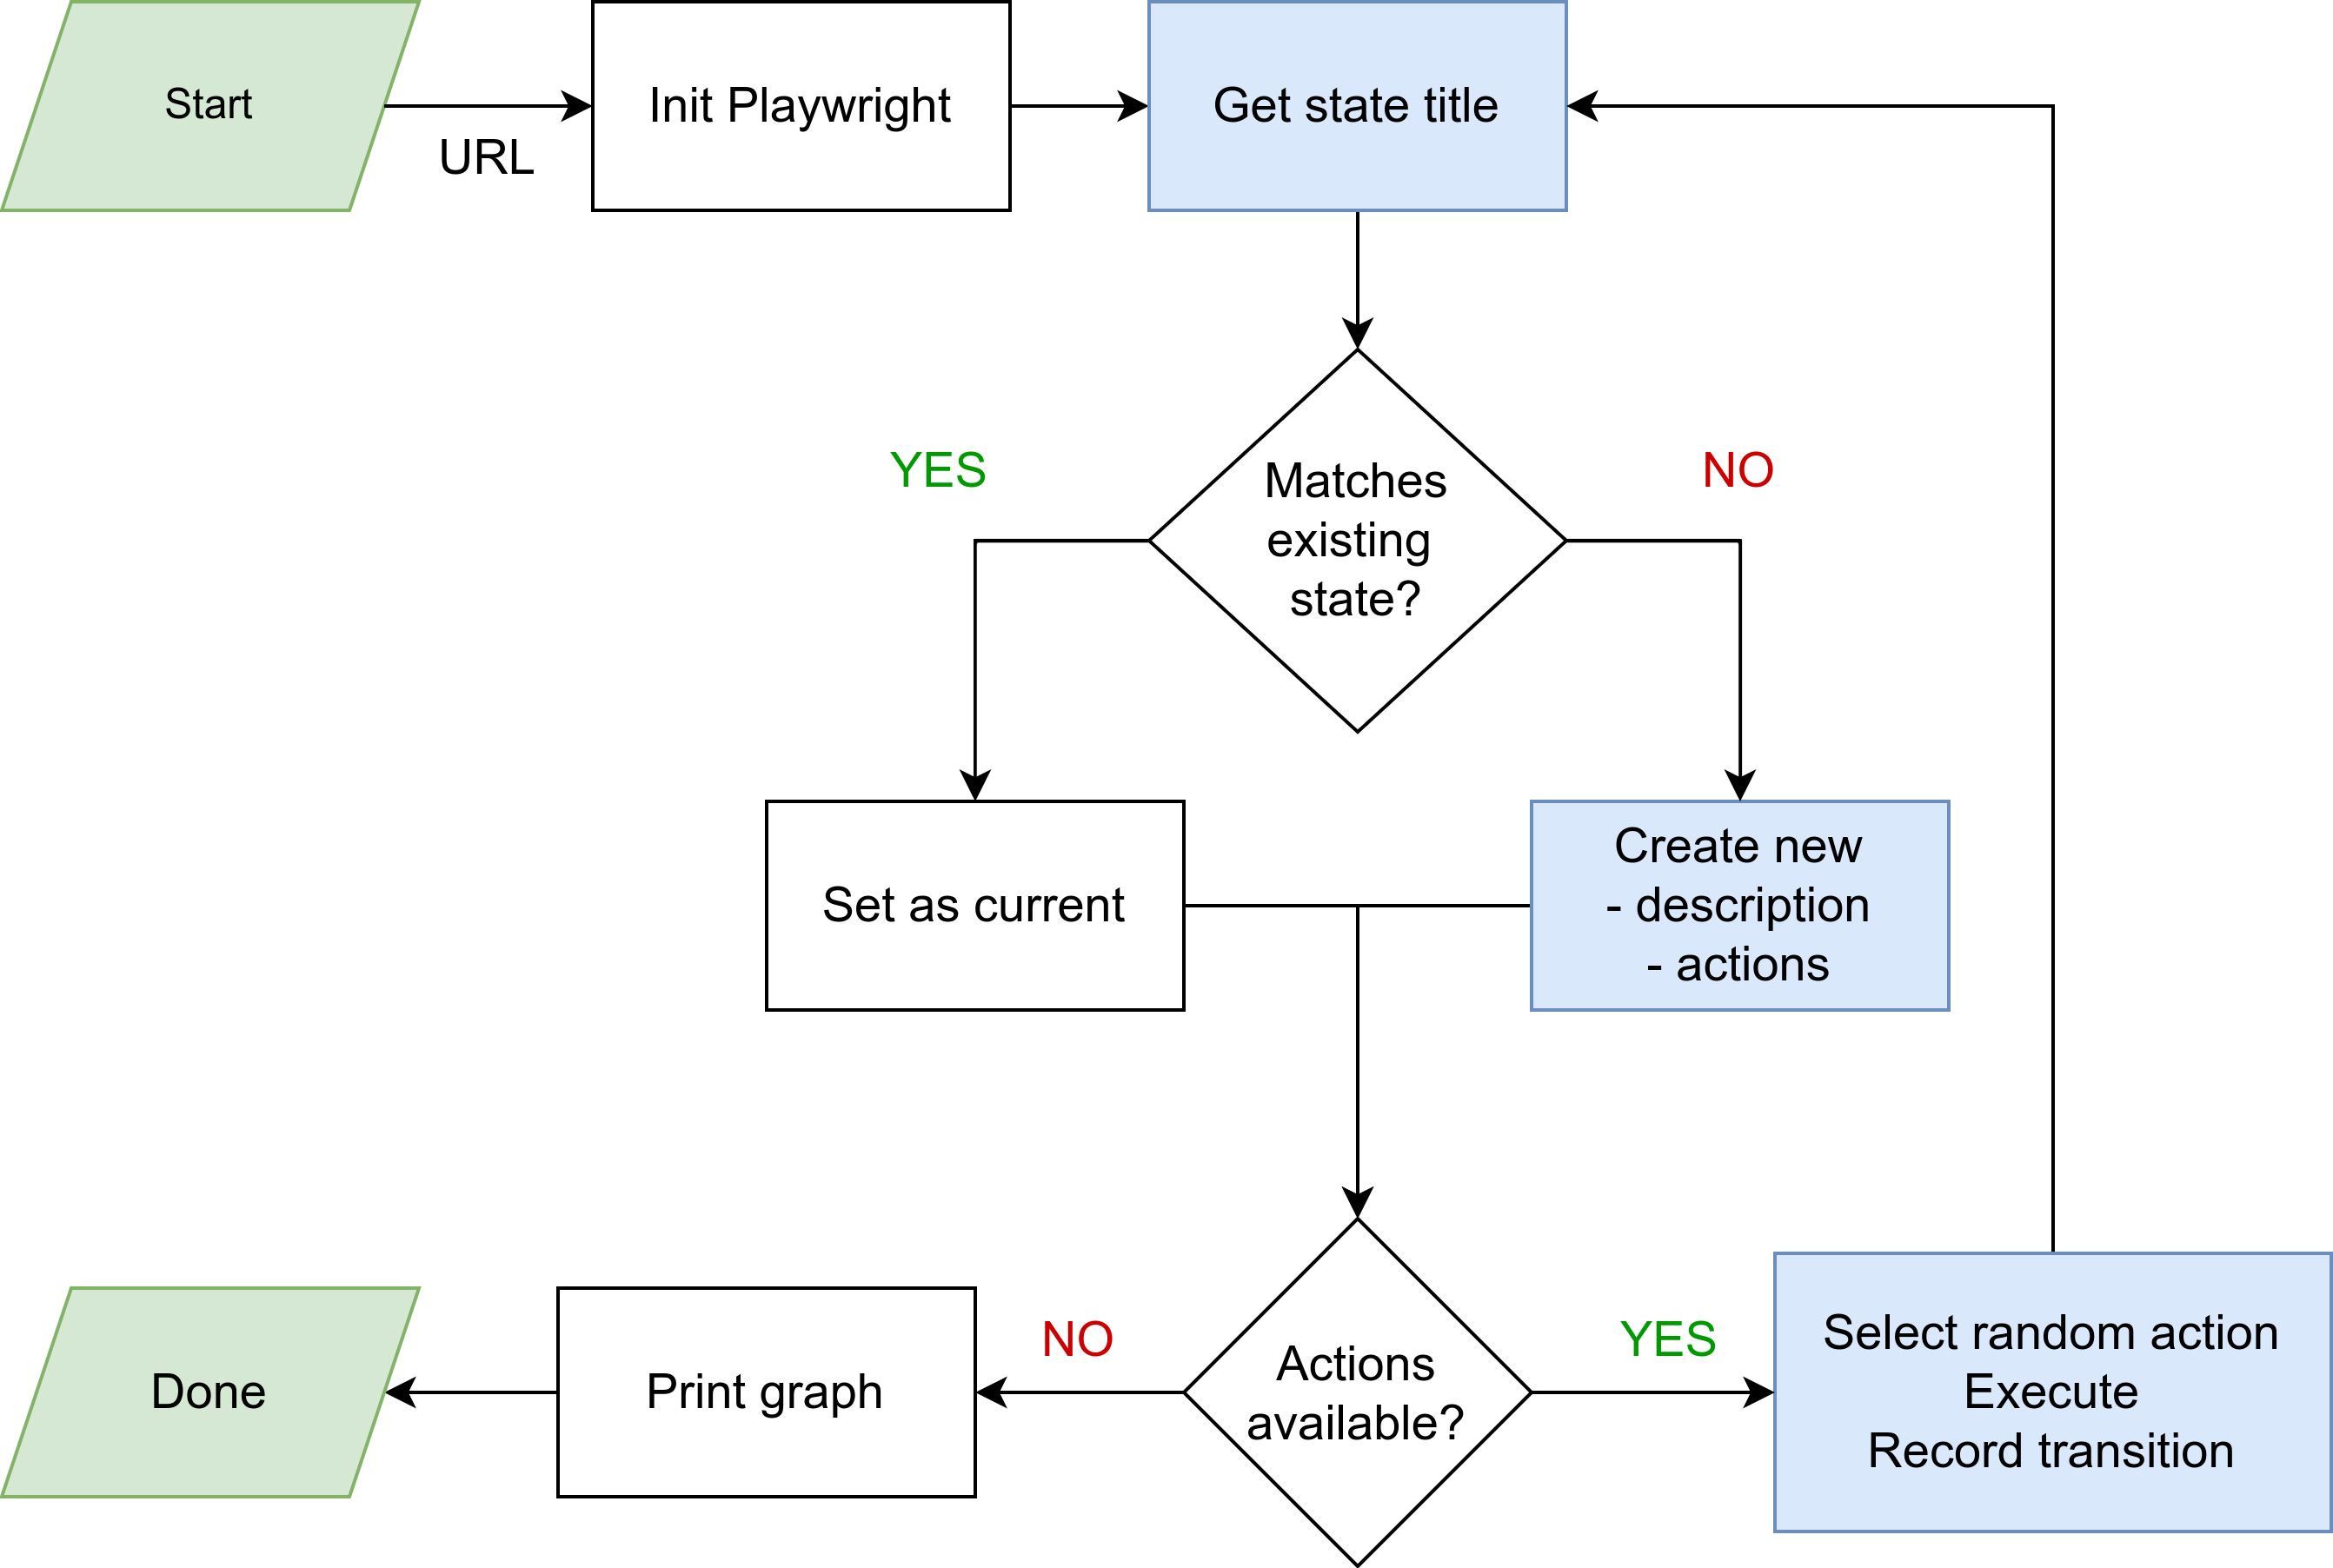 Start
URL
Init Playwright
Get state title
YES
Matches
existing
state?
NO
Set as current
Create new
- description
- actions
Done
Print graph
NO
Actions
available?
YES
Select random action
Execute
Record transition